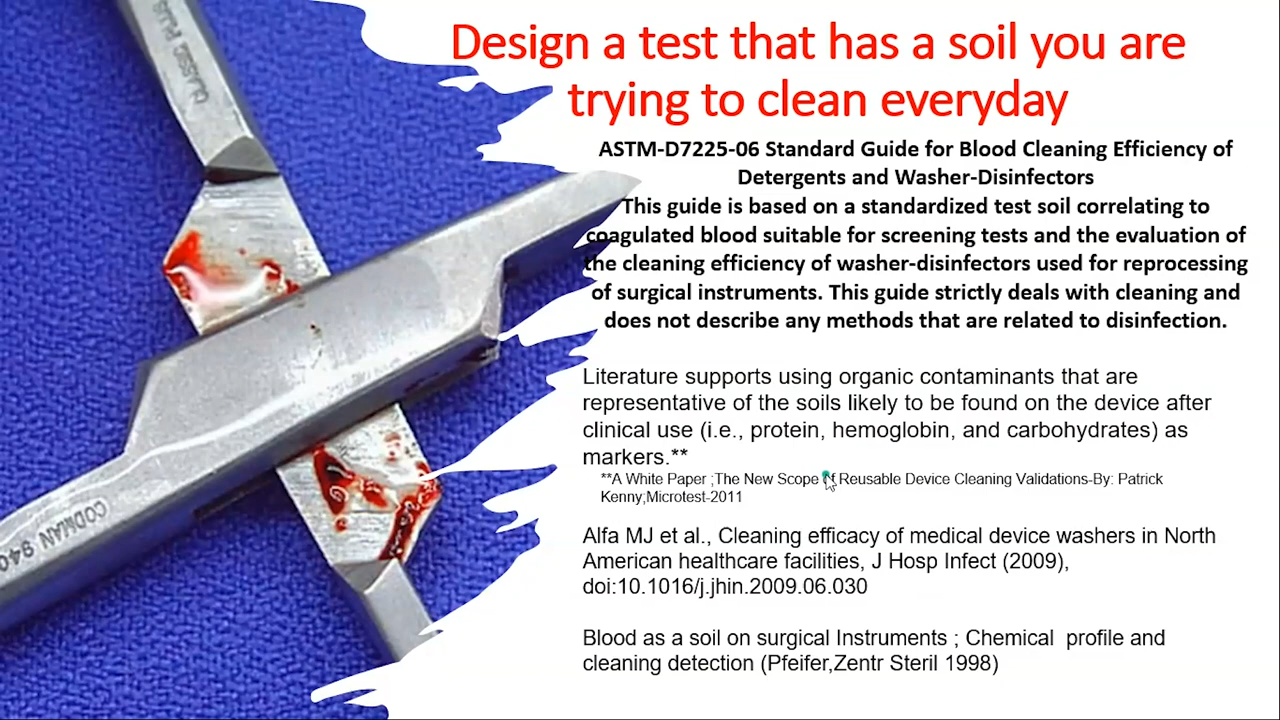 Design a test that has a soil you are
trying to clean everyday
ASTM-D7225-06 Standard Guide for Blood Cleaning Efficiency of
Detergents and Washer-Disinfectors
This guide is based on a standardized test soil correlating to
coagulated blood suitable for screening tests and the evaluation of
the cleaning efficiency of washer-disinfectors used for reprocessing
of surgical instruments. This guide strictly deals with cleaning and
does not describe any methods that are related to disinfection.
Literature supports using organic contaminants that are
representative of the soils likely to be found on the device after
clinical use (i.e., protein, hemoglobin, and carbohydrates) as
markers.**
**A White Paper ;The New Scope of Reusable Device Cleaning Validations-By: Patrick
Kenny;Microtest-2011
Alfa MJ et al., Cleaning efficacy of medical device washers in North
American healthcare facilities, J Hosp Infect (2009),
doi:10.1016/j.jhin.2009.06.030
Blood as a soil on surgical Instruments ; Chemical  profile and
cleaning detection (Pfeifer,Zentr Steril 1998)
CLASSIC PLUS
CODMAN 940